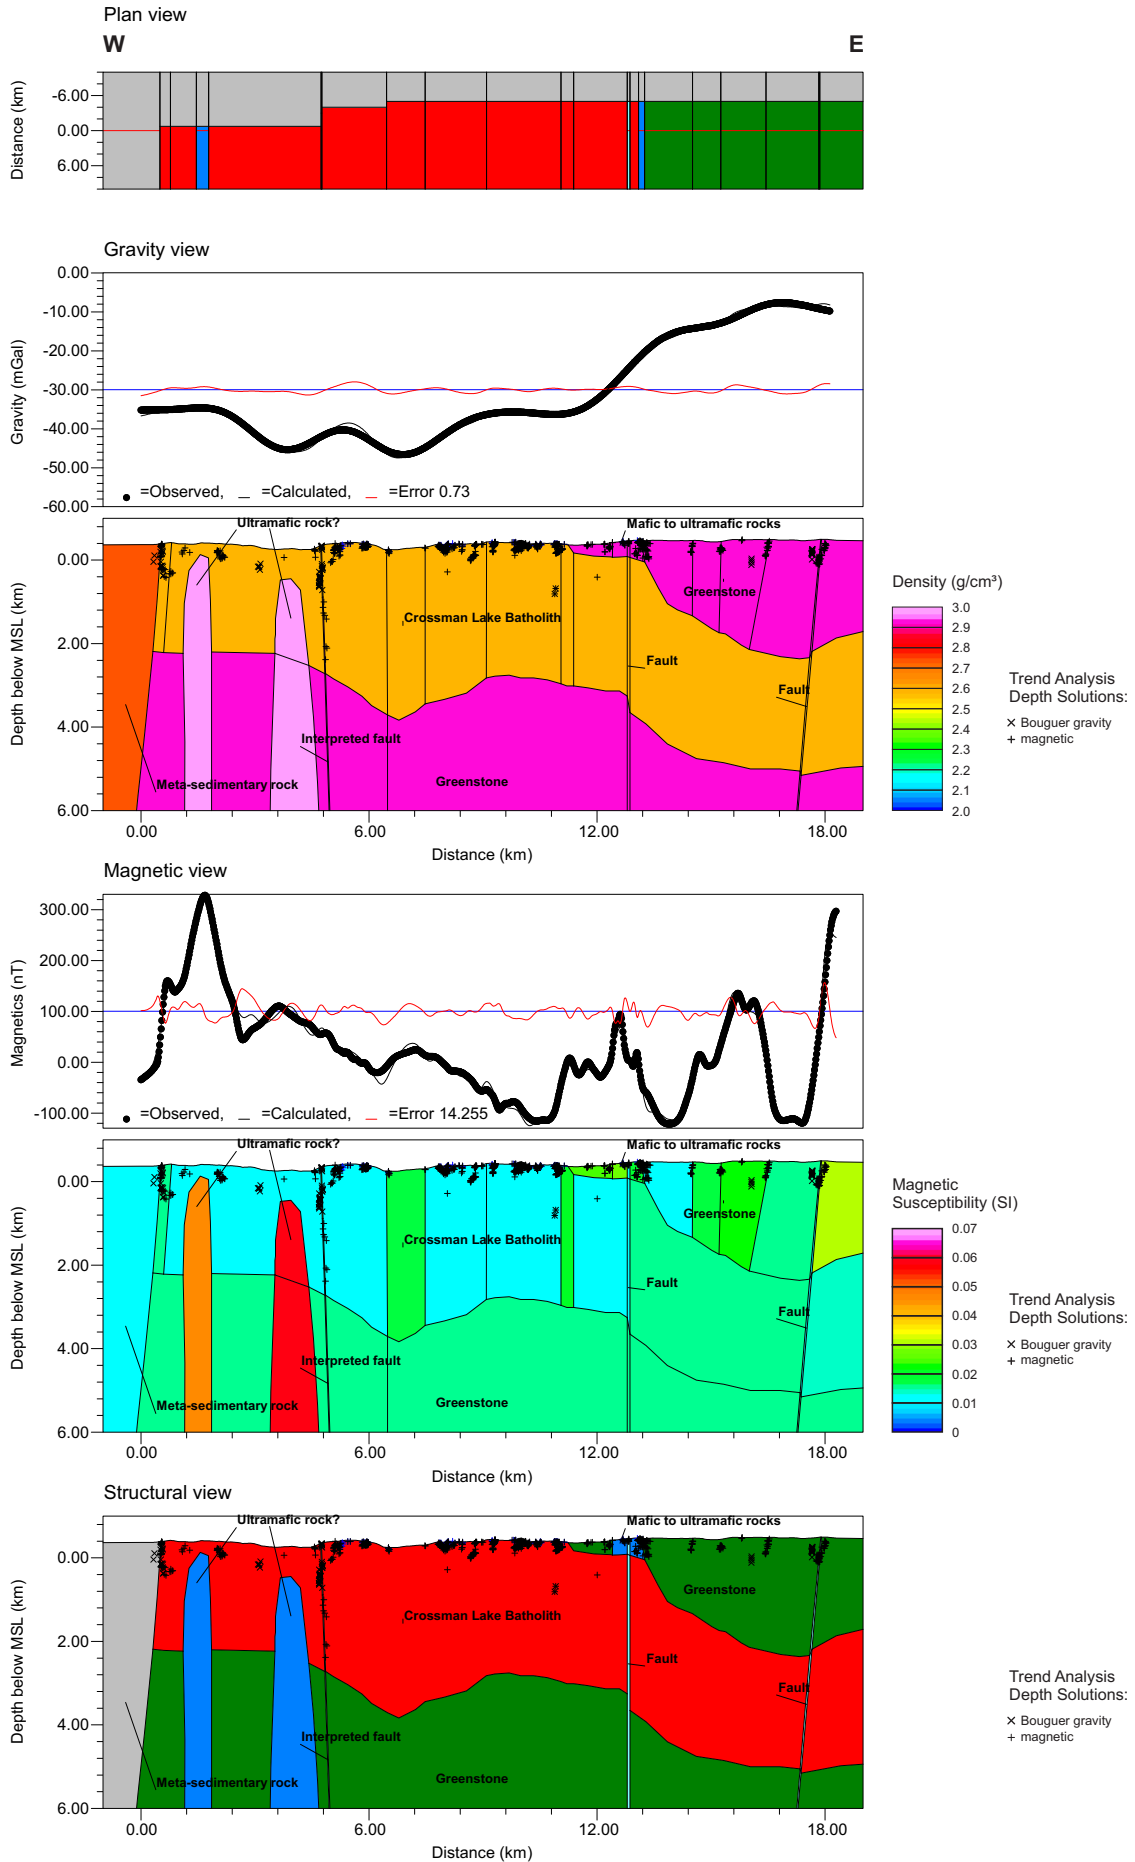 Plan view
W E
Distance (km)
-6.00
0.00
6.00
Gravity view
Gravity (mGal)
0.00
-10.00
-20.00
-30.00
-40.00
-50.00
-60.00
=Observed, =Calculated, =Error 0.73
Ultramafic rock?
Mafic to ultramafic rocks
Depth below MSL (km)
0.00
2.00
4.00
6.00
Greenstone
Crossman Lake Batholith
Fault
Fault
Interpreted fault
Meta-sedimentary rock
Greenstone
0.00 6.00 12.00 18.00
Distance (km)
Density (g/cm³)
3.0
2.9
2.8
2.7
2.6
2.5
2.4
2.3
2.2
2.1
2.0
Trend Analysis
Depth Solutions:
× Bouguer gravity
+ magnetic
Magnetic view
Magnetics (nT)
300.00
200.00
100.00
0.00
-100.00
=Observed, =Calculated, =Error 14.255
Ultramafic rock?
Mafic to ultramafic rocks
Depth below MSL (km)
0.00
2.00
4.00
6.00
Greenstone
Crossman Lake Batholith
Fault
Fault
Interpreted fault
Meta-sedimentary rock
Greenstone
0.00 6.00 12.00 18.00
Distance (km)
Magnetic
Susceptibility (SI)
0.07
0.06
0.05
0.04
0.03
0.02
0.01
0
Trend Analysis
Depth Solutions:
× Bouguer gravity
+ magnetic
Structural view
Ultramafic rock?
Mafic to ultramafic rocks
Depth below MSL (km)
0.00
2.00
4.00
6.00
Greenstone
Crossman Lake Batholith
Fault
Fault
Interpreted fault
Meta-sedimentary rock
Greenstone
0.00 6.00 12.00 18.00
Distance (km)
Trend Analysis
Depth Solutions:
× Bouguer gravity
+ magnetic